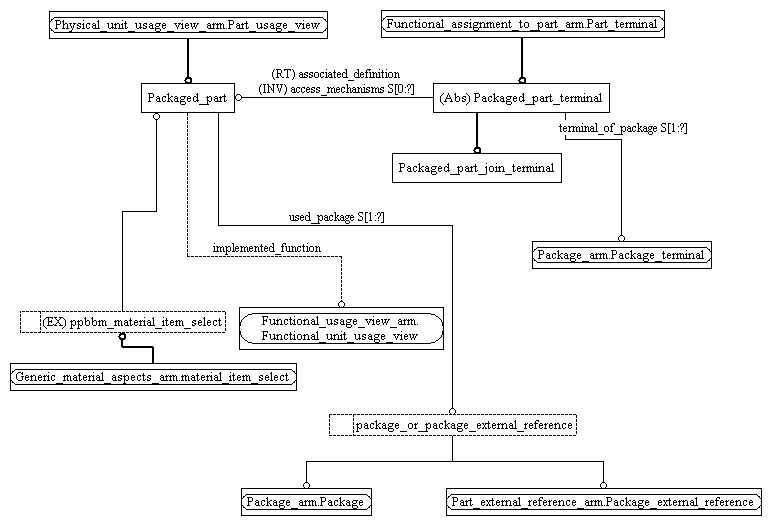 Physical_unit_usage_view_arm.Part_usage_view
Functional_assignment_to_part_arm.Part_terminal
(RT) associated_definition
(INV) access_mechanisms S[0:?]
Packaged_part
(Abs) Packaged_part_terminal
terminal_of_package S[1:?]
Packaged_part_join_terminal
used_package S[1:?]
implemented_function
Package_arm.Package_terminal
(EX) ppbbm_material_item_select
Functional_usage_view_arm.
Functional_unit_usage_view
Generic_material_aspects_arm.material_item_select
package_or_package_external_reference
Package_arm.Package
Part_external_reference_arm.Package_external_reference